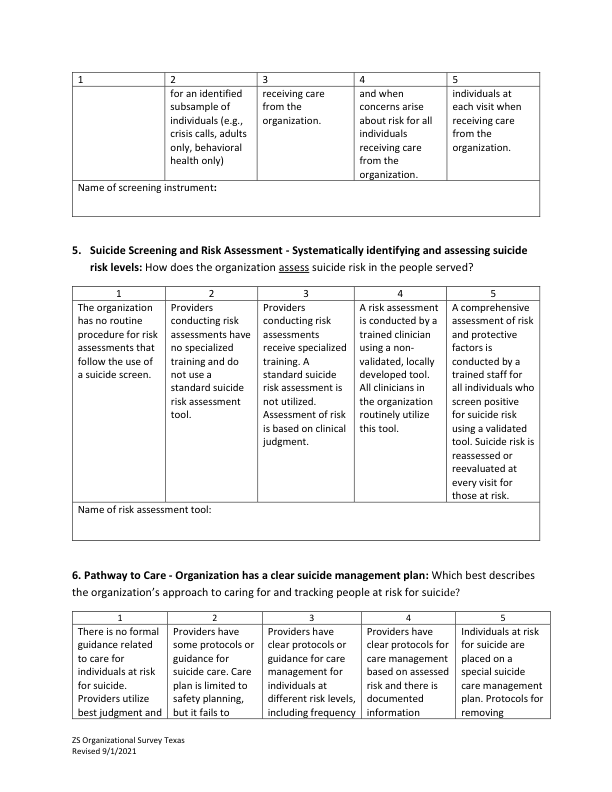 1 2 3 4 5
for an identified subsample of individuals (e.g., crisis calls, adults only, behavioral health only)
receiving care from the organization.
and when concerns arise about risk for all individuals receiving care from the organization.
individuals at each visit when receiving care from the organization.
Name of screening instrument:
5. Suicide Screening and Risk Assessment - Systematically identifying and assessing suicide
risk levels: How does the organization assess suicide risk in the people served?
1 2 3 4 5
The organization
has no routine
procedure for risk
assessments that
follow the use of
a suicide screen.
Providers
conducting risk
assessments have
no specialized
training and do
not use a
standard suicide
risk assessment
tool.
Providers
conducting risk
assessments
receive specialized
training. A
standard suicide
risk assessment is
not utilized.
Assessment of risk
is based on clinical
judgment.
A risk assessment
is conducted by a
trained clinician
using a non-
validated, locally
developed tool.
All clinicians in
the organization
routinely utilize
this tool.
A comprehensive
assessment of risk
and protective
factors is
conducted by a
trained staff for
all individuals who
screen positive
for suicide risk
using a validated
tool. Suicide risk is
reassessed or
reevaluated at
every visit for
those at risk.
Name of risk assessment tool:
6. Pathway to Care - Organization has a clear suicide management plan: Which best describes
the organization’s approach to caring for and tracking people at risk for suicide?
1 2 3 4 5
There is no formal
guidance related
to care for
individuals at risk
for suicide.
Providers utilize
best judgment and
Providers have
some protocols or
guidance for
suicide care. Care
plan is limited to
safety planning,
but it fails to
Providers have
clear protocols or
guidance for care
management for
individuals at
different risk levels,
including frequency
Providers have
clear protocols for
care management
based on assessed
risk and there is
documented
information
Individuals at risk
for suicide are
placed on a
special suicide
care management
plan. Protocols for
removing
ZS Organizational Survey Texas
Revised 9/1/2021